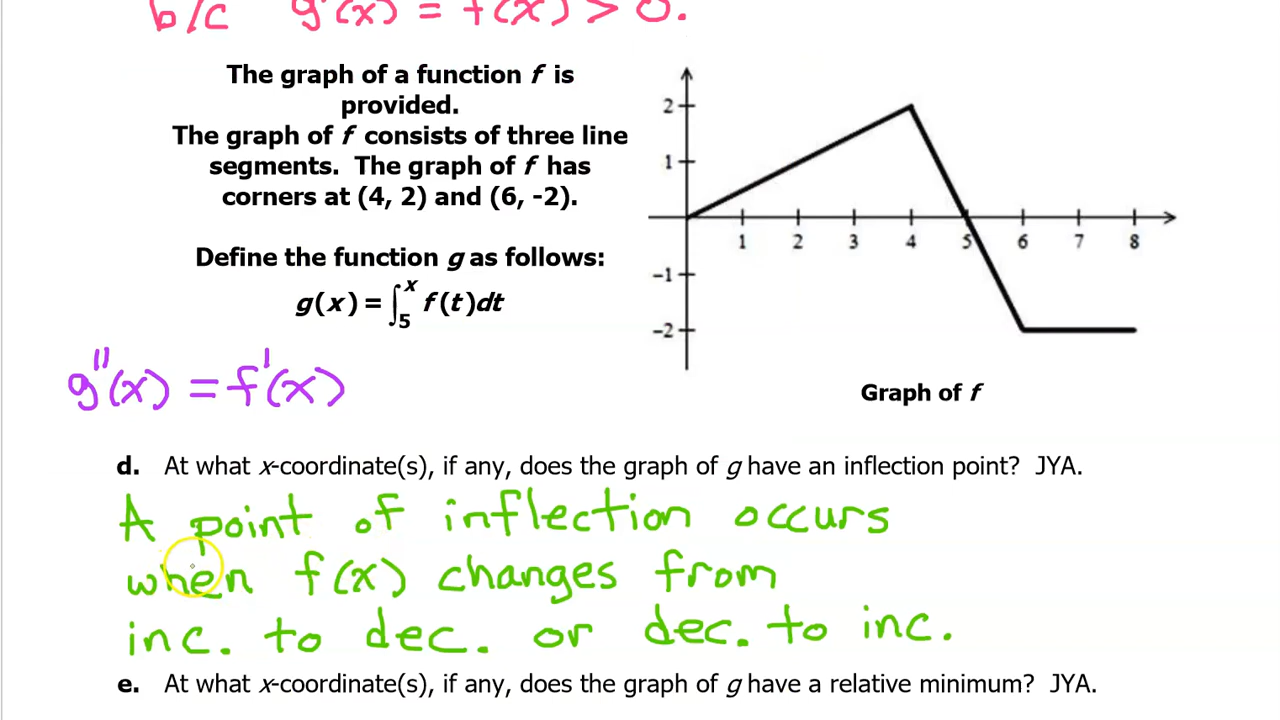 b/c g'(x) = f(x) > 0.
The graph of a function f is
provided.
The graph of f consists of three line
segments. The graph of f has
corners at (4, 2) and (6, -2).
Define the function g as follows:
g(x) = ∫₅ˣ f(t)dt
2
1
1 2 3 4 5 6 7 8
-1
-2
Graph of f
g''(x) = f'(x)
d. At what x-coordinate(s), if any, does the graph of g have an inflection point? JYA.
A point of inflection occurs
when f(x) changes from
inc. to dec. or dec. to inc.
e. At what x-coordinate(s), if any, does the graph of g have a relative minimum? JYA.